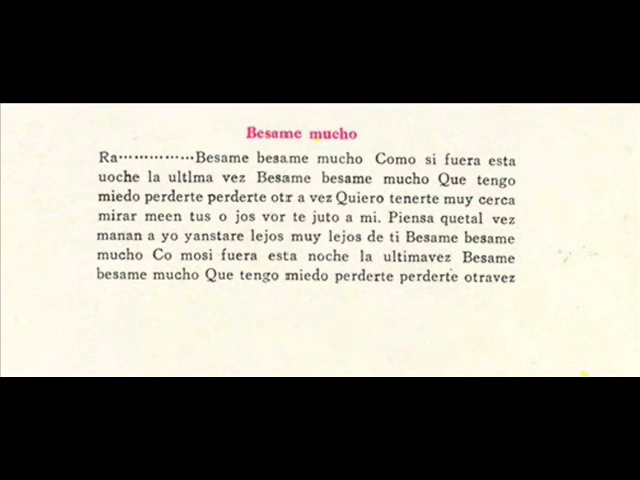 Besame mucho
Ra···············Besame besame mucho Como si fuera esta
uoche la ultlma vez Besame besame mucho Que tengo
miedo perderte perderte otr a vez Quiero tenerte muy cerca
mirar meen tus o jos vor te juto a mi. Piensa quetal vez
manan a yo yanstare lejos muy lejos de ti Besame besame
mucho Co mosi fuera esta noche la ultimavez Besame
besame mucho Que tengo miedo perderte perderte otravez